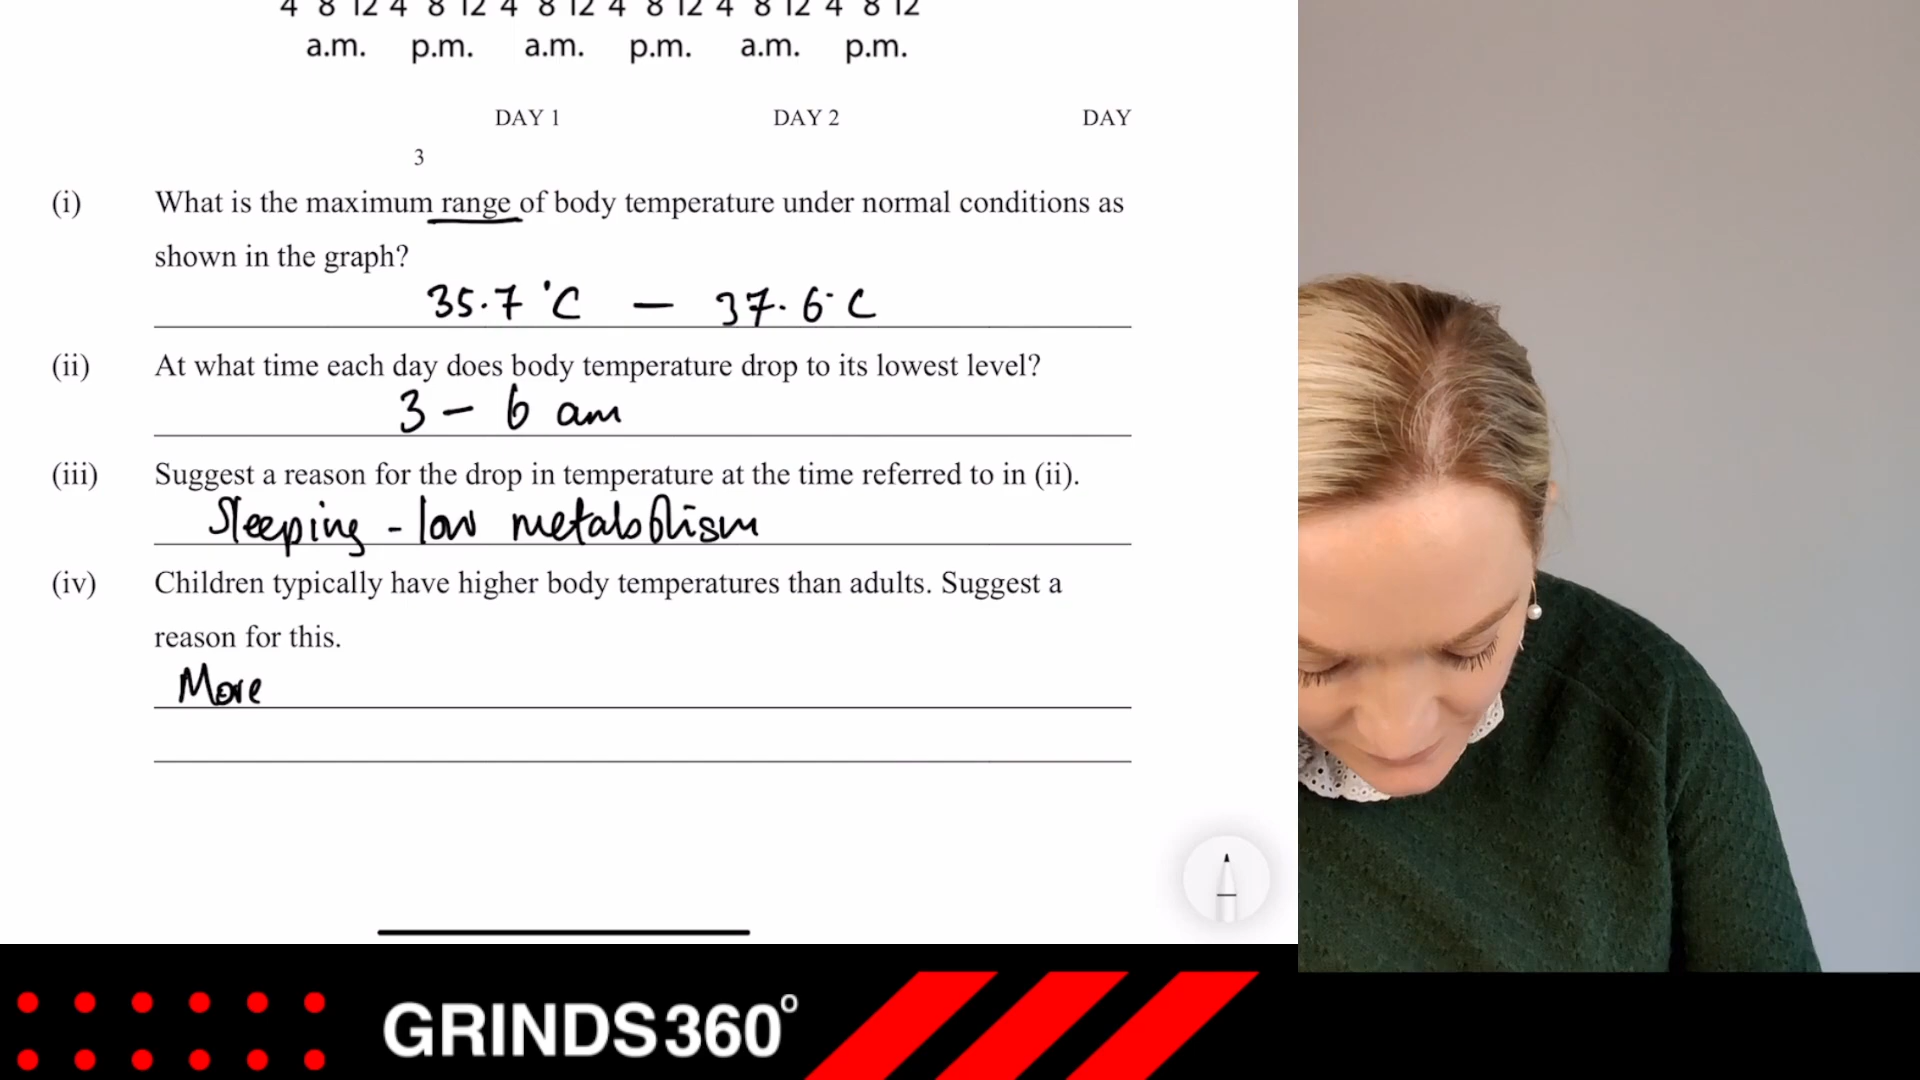 4 8 12 4 8 12 4 8 12 4 8 12 4 8 12 4 8 12
a.m. p.m. a.m. p.m. a.m. p.m.
DAY 1 DAY 2 DAY
3
(i) What is the maximum range of body temperature under normal conditions as
shown in the graph?
35.7 °C — 37.6°C
(ii) At what time each day does body temperature drop to its lowest level?
3 – 6 am
(iii) Suggest a reason for the drop in temperature at the time referred to in (ii).
Sleeping - low metabolism
(iv) Children typically have higher body temperatures than adults. Suggest a
reason for this.
More
GRINDS360°